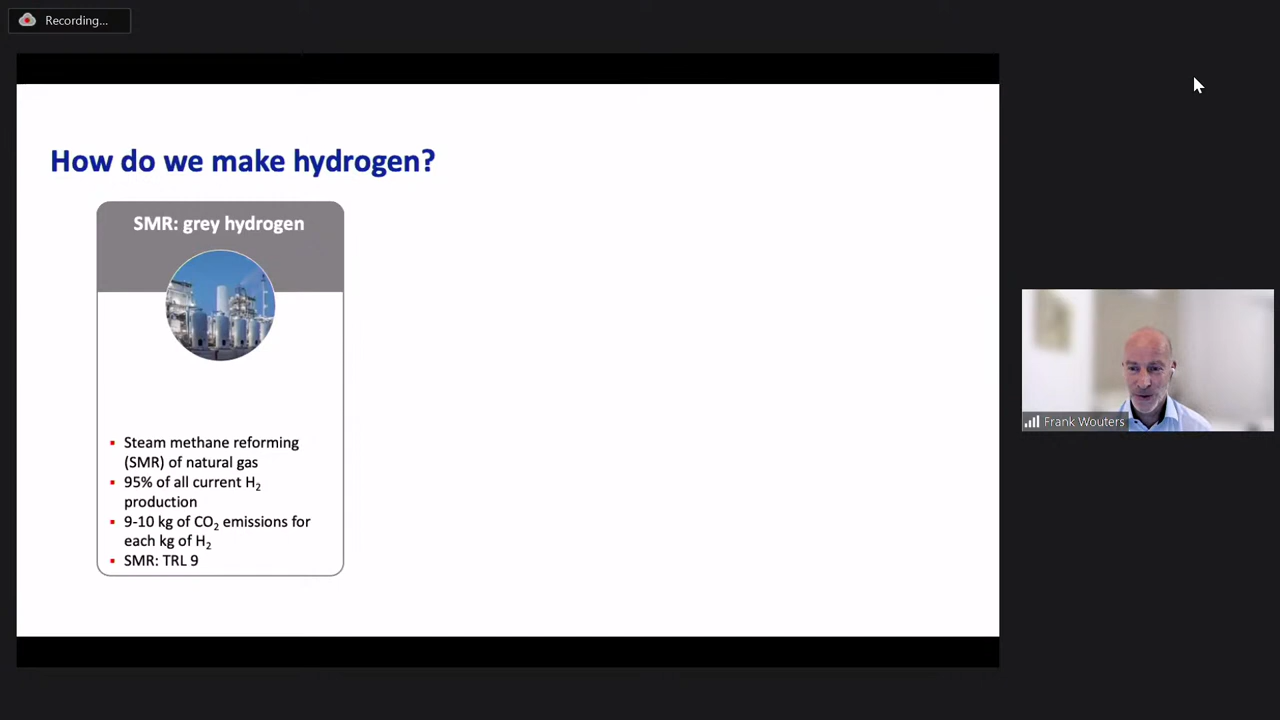 Recording...
How do we make hydrogen?
SMR: grey hydrogen
▪ Steam methane reforming
(SMR) of natural gas
▪ 95% of all current H₂
production
▪ 9-10 kg of CO₂ emissions for
each kg of H₂
▪ SMR: TRL 9
Frank Wouters